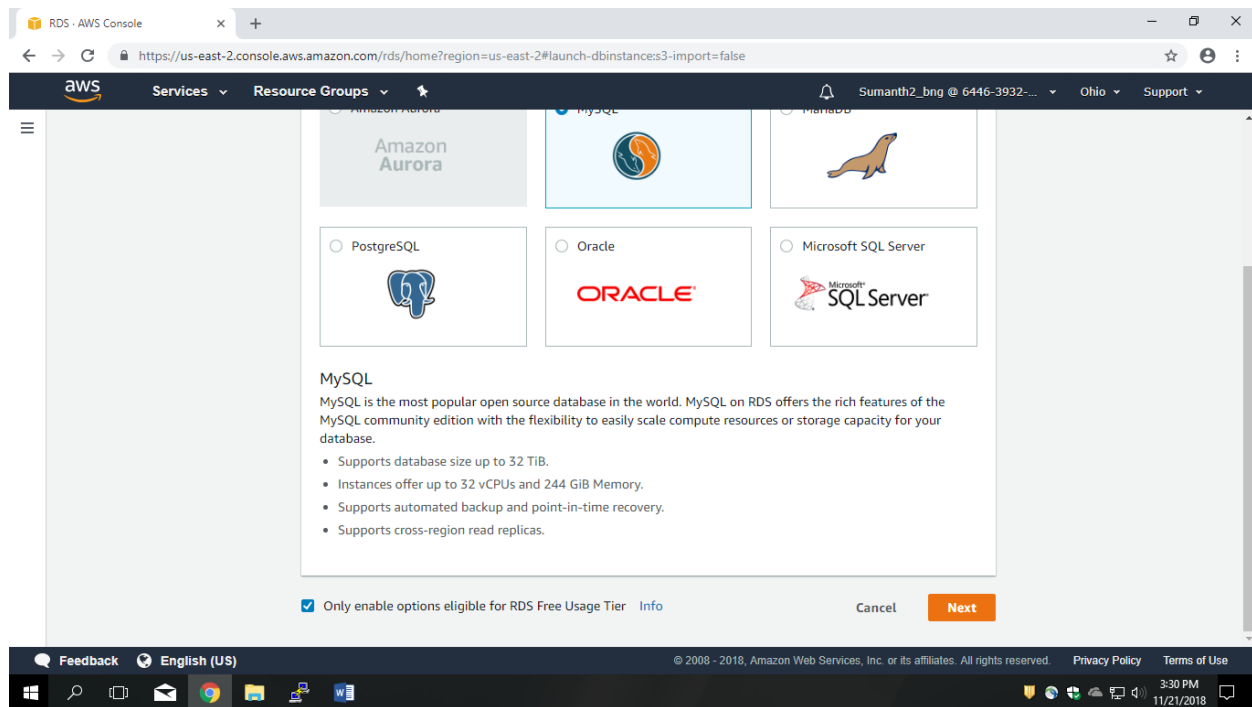 RDS · AWS Console
https://us-east-2.console.aws.amazon.com/rds/home?region=us-east-2#launch-dbinstance:s3-import=false
aws
Services
Resource Groups
Sumanth2_bng @ 6446-3932-...
Ohio
Support
Amazon Aurora
MySQL
MariaDB
Amazon
Aurora
PostgreSQL
Oracle
Microsoft SQL Server
ORACLE
Microsoft
SQL Server
MySQL
MySQL is the most popular open source database in the world. MySQL on RDS offers the rich features of the
MySQL community edition with the flexibility to easily scale compute resources or storage capacity for your
database.
Supports database size up to 32 TiB.
Instances offer up to 32 vCPUs and 244 GiB Memory.
Supports automated backup and point-in-time recovery.
Supports cross-region read replicas.
Only enable options eligible for RDS Free Usage Tier Info
Cancel
Next
Feedback
English (US)
© 2008 - 2018, Amazon Web Services, Inc. or its affiliates. All rights reserved.
Privacy Policy
Terms of Use
3:30 PM
11/21/2018